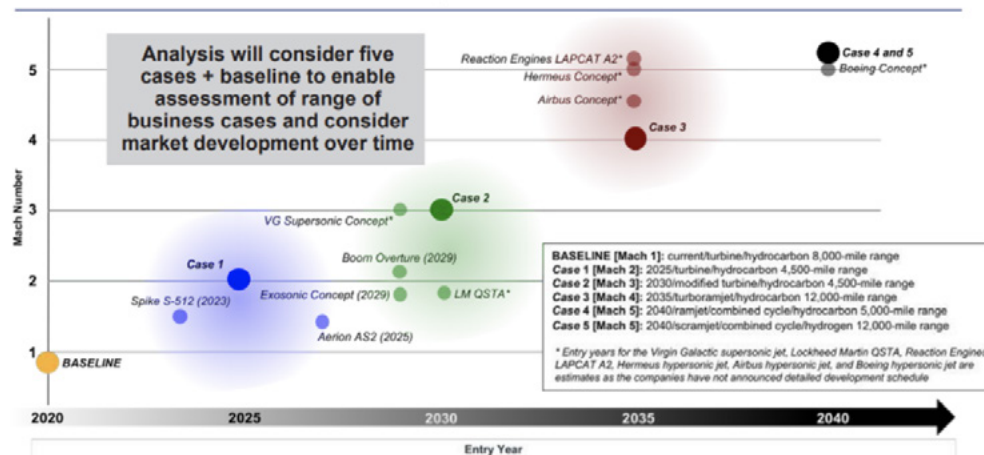 Analysis will consider five
cases + baseline to enable
assessment of range of
business cases and consider
market development over time
Mach Number
5
4
3
2
1
Reaction Engines LAPCAT A2*
Hermeus Concept*
Airbus Concept*
Case 3
Case 4 and 5
Boeing Concept*
Case 2
VG Supersonic Concept*
Boom Overture (2029)
Case 1
Spike S-512 (2023)
Exosonic Concept (2029)
LM QSTA*
Aerion AS2 (2025)
BASELINE
BASELINE [Mach 1]: current/turbine/hydrocarbon 8,000-mile range
Case 1 [Mach 2]: 2025/turbine/hydrocarbon 4,500-mile range
Case 2 [Mach 3]: 2030/modified turbine/hydrocarbon 4,500-mile range
Case 3 [Mach 4]: 2035/turboramjet/hydrocarbon 12,000-mile range
Case 4 [Mach 5]: 2040/ramjet/combined cycle/hydrocarbon 5,000-mile range
Case 5 [Mach 5]: 2040/scramjet/combined cycle/hydrogen 12,000-mile range
* Entry years for the Virgin Galactic supersonic jet, Lockheed Martin QSTA, Reaction Engines
LAPCAT A2, Hermeus hypersonic jet, Airbus hypersonic jet, and Boeing hypersonic jet are
estimates as the companies have not announced detailed development schedule
2020 2025 2030 2035 2040
Entry Year